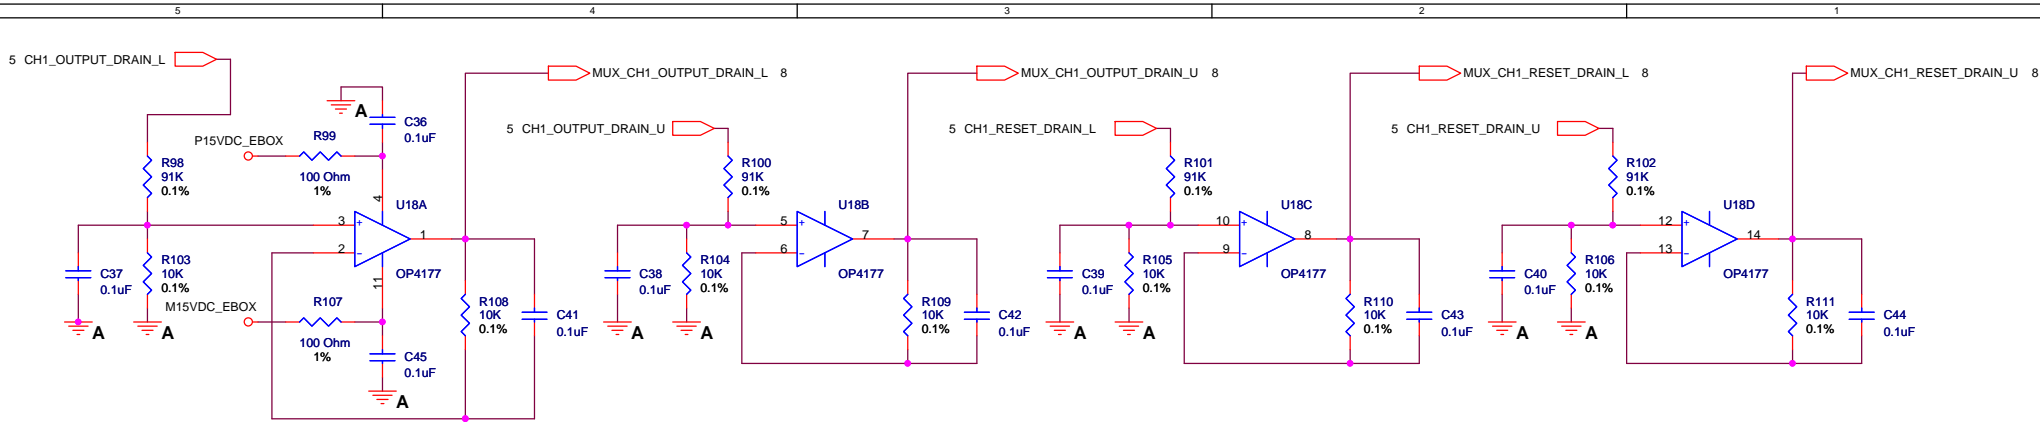 5 4 3 2 1
5 CH1_OUTPUT_DRAIN_L
MUX_CH1_OUTPUT_DRAIN_L 8
MUX_CH1_OUTPUT_DRAIN_U 8
MUX_CH1_RESET_DRAIN_L 8
MUX_CH1_RESET_DRAIN_U 8
A
C36
0.1uF
P15VDC_EBOX
R99
100 Ohm
1%
R98
91K
0.1%
4
U18A
3
2
1
11
OP4177
C37
0.1uF
A
R103
10K
0.1%
A
M15VDC_EBOX
R107
100 Ohm
1%
C45
0.1uF
A
R108
10K
0.1%
C41
0.1uF
5 CH1_OUTPUT_DRAIN_U
R100
91K
0.1%
U18B
5
6
7
OP4177
C38
0.1uF
A
R104
10K
0.1%
A
R109
10K
0.1%
C42
0.1uF
5 CH1_RESET_DRAIN_L
R101
91K
0.1%
U18C
10
9
8
OP4177
C39
0.1uF
A
R105
10K
0.1%
A
R110
10K
0.1%
C43
0.1uF
5 CH1_RESET_DRAIN_U
R102
91K
0.1%
U18D
12
13
14
OP4177
C40
0.1uF
A
R106
10K
0.1%
A
R111
10K
0.1%
C44
0.1uF